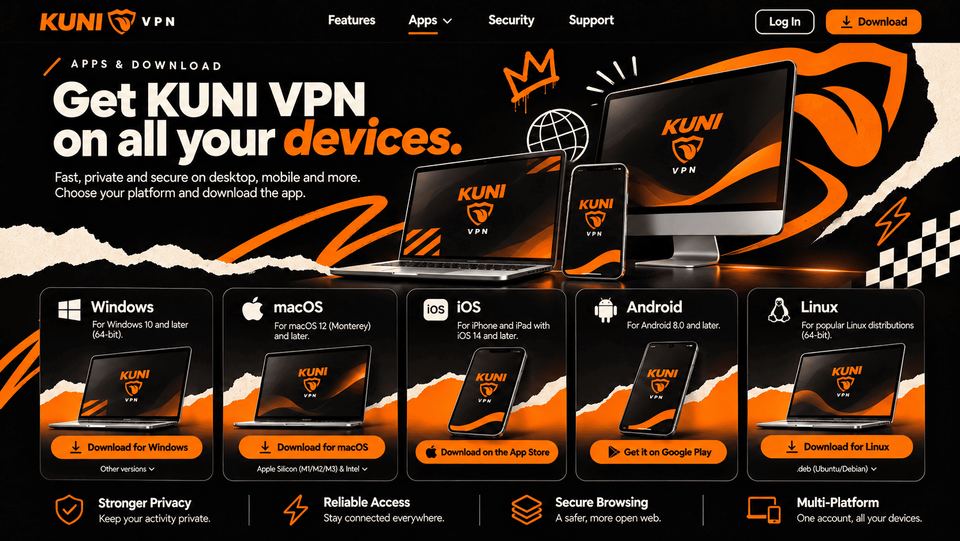 KUNI VPN
Features
Apps
Security
Support
Log In
Download
APPS & DOWNLOAD
Get KUNI VPN
on all your devices.
Fast, private and secure on desktop, mobile and more.
Choose your platform and download the app.
KUNI
VPN
KUNI
VPN
KUNI
VPN
Windows
For Windows 10 and later
(64-bit).
KUNI
VPN
Download for Windows
Other versions
macOS
For macOS 12 (Monterey)
and later.
KUNI
VPN
Download for macOS
Apple Silicon (M1/M2/M3) & Intel
iOS
iOS
For iPhone and iPad with
iOS 14 and later.
KUNI
VPN
Download on the App Store
Android
For Android 8.0 and later.
KUNI
VPN
Get it on Google Play
Linux
For popular Linux distributions
(64-bit).
KUNI
VPN
Download for Linux
.deb (Ubuntu/Debian)
Stronger Privacy
Keep your activity private.
Reliable Access
Stay connected everywhere.
Secure Browsing
A safer, more open web.
Multi-Platform
One account, all your devices.